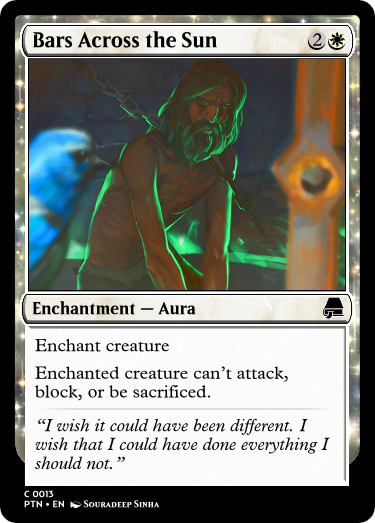 Bars Across the Sun 2
Enchantment — Aura
Enchant creature
Enchanted creature can't attack,
block, or be sacrificed.
“I wish it could have been different. I
wish that I could have done everything I
should not.”
C 0013
PTN • EN Souradeep Sinha